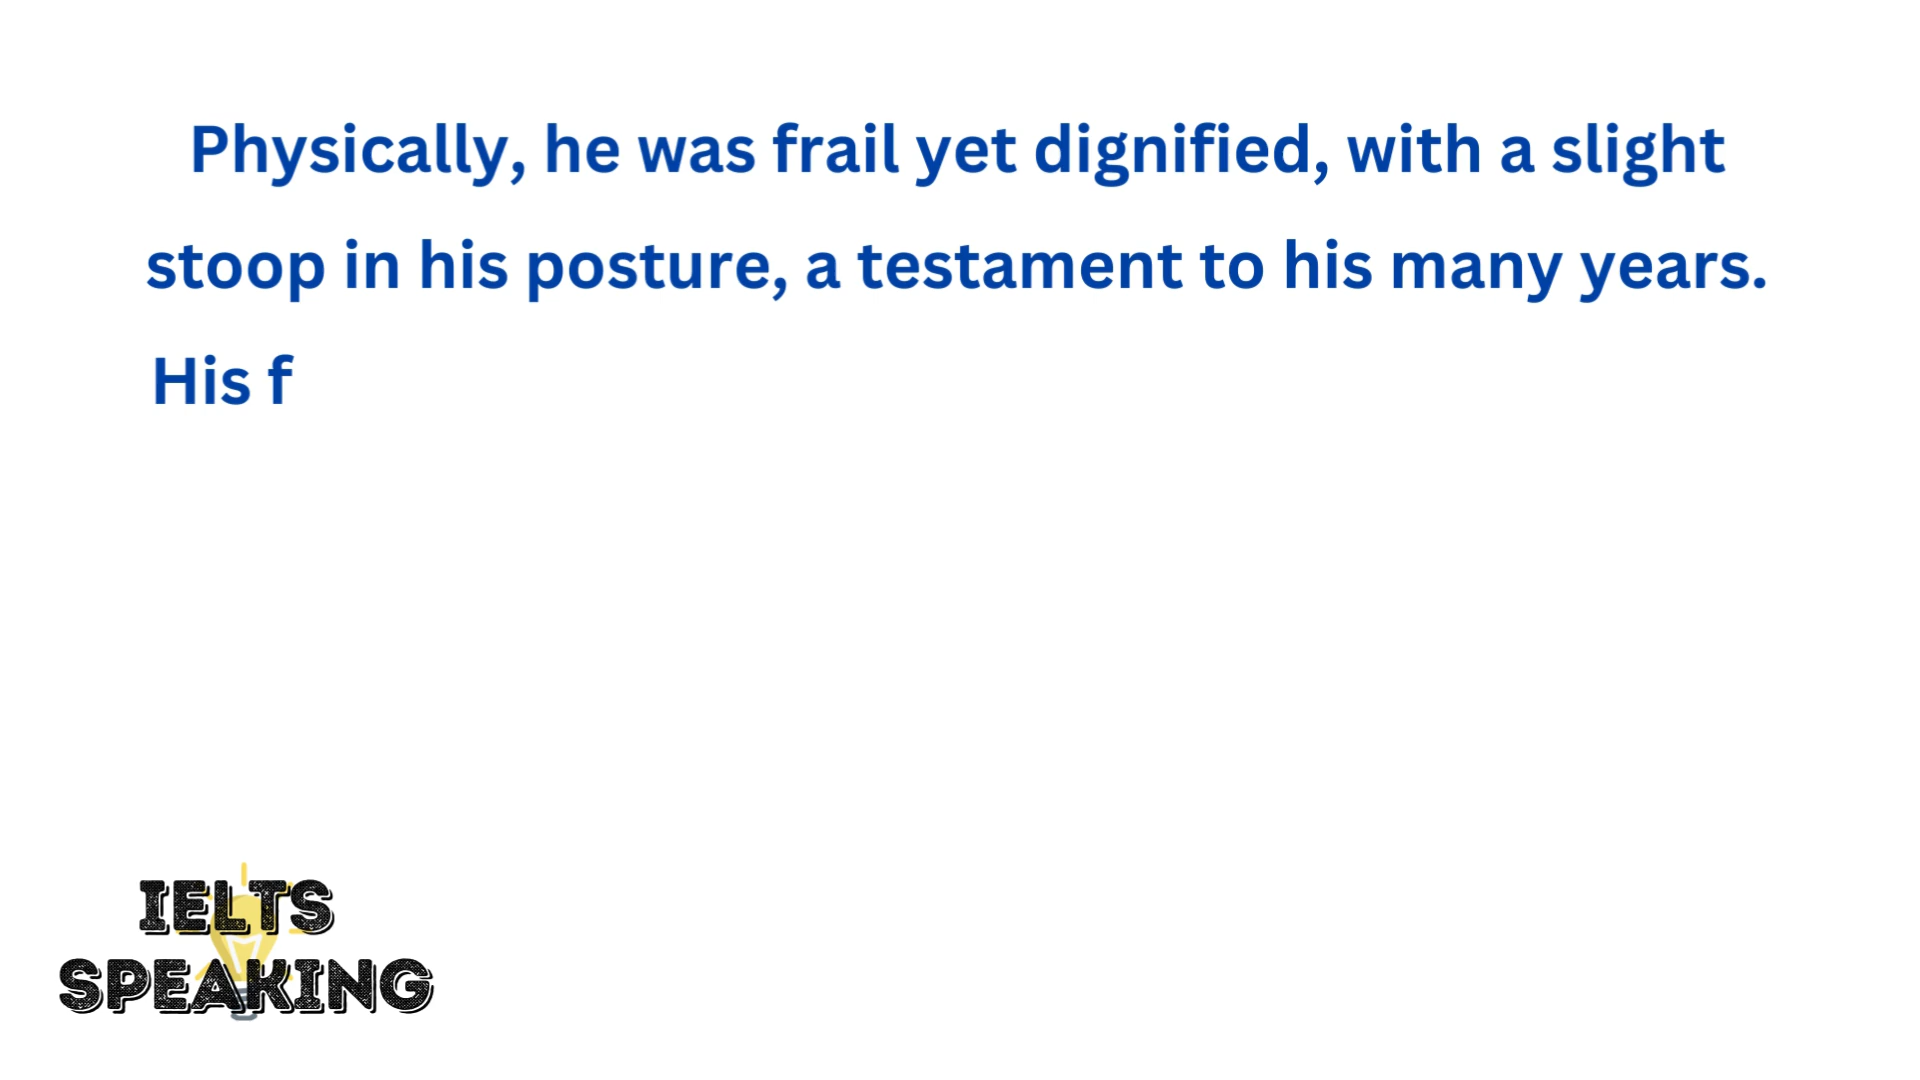 Physically, he was frail yet dignified, with a slight
stoop in his posture, a testament to his many years.
His f
IELTS
SPEAKING